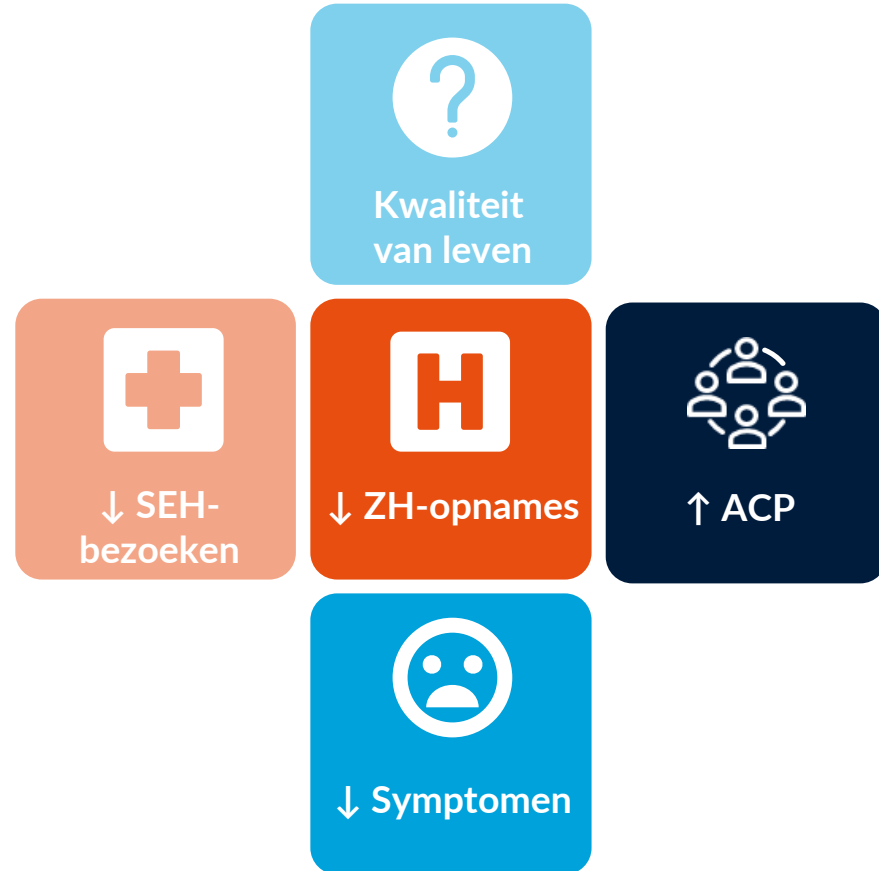 ?
Kwaliteit
van leven
↓ SEH-
bezoeken
H
↓ ZH-opnames
↑ ACP
↓ Symptomen